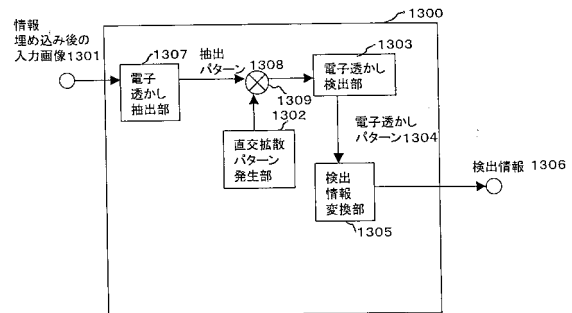 1300
情報
埋め込み後の
入力画像1301
1307
電子
透かし
抽出部
抽出
パターン
1308
1309
1302
直交拡散
パターン
発生部
1303
電子透かし
検出部
電子透かし
パターン1304
検出
情報
変換部
1305
検出情報 1306